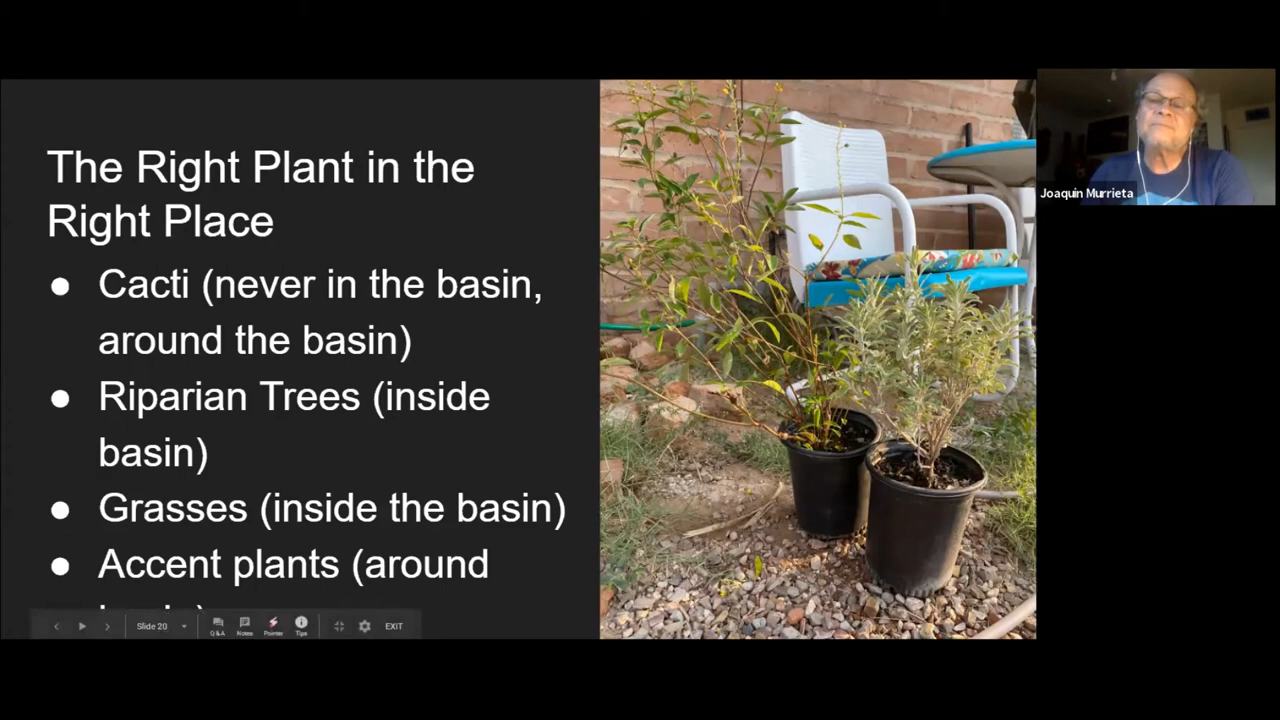 The Right Plant in the
Right Place
● Cacti (never in the basin,
around the basin)
● Riparian Trees (inside
basin)
● Grasses (inside the basin)
● Accent plants (around
Slide 20
Q&A
Notes
Pointer
Tips
EXIT
Joaquin Murrieta